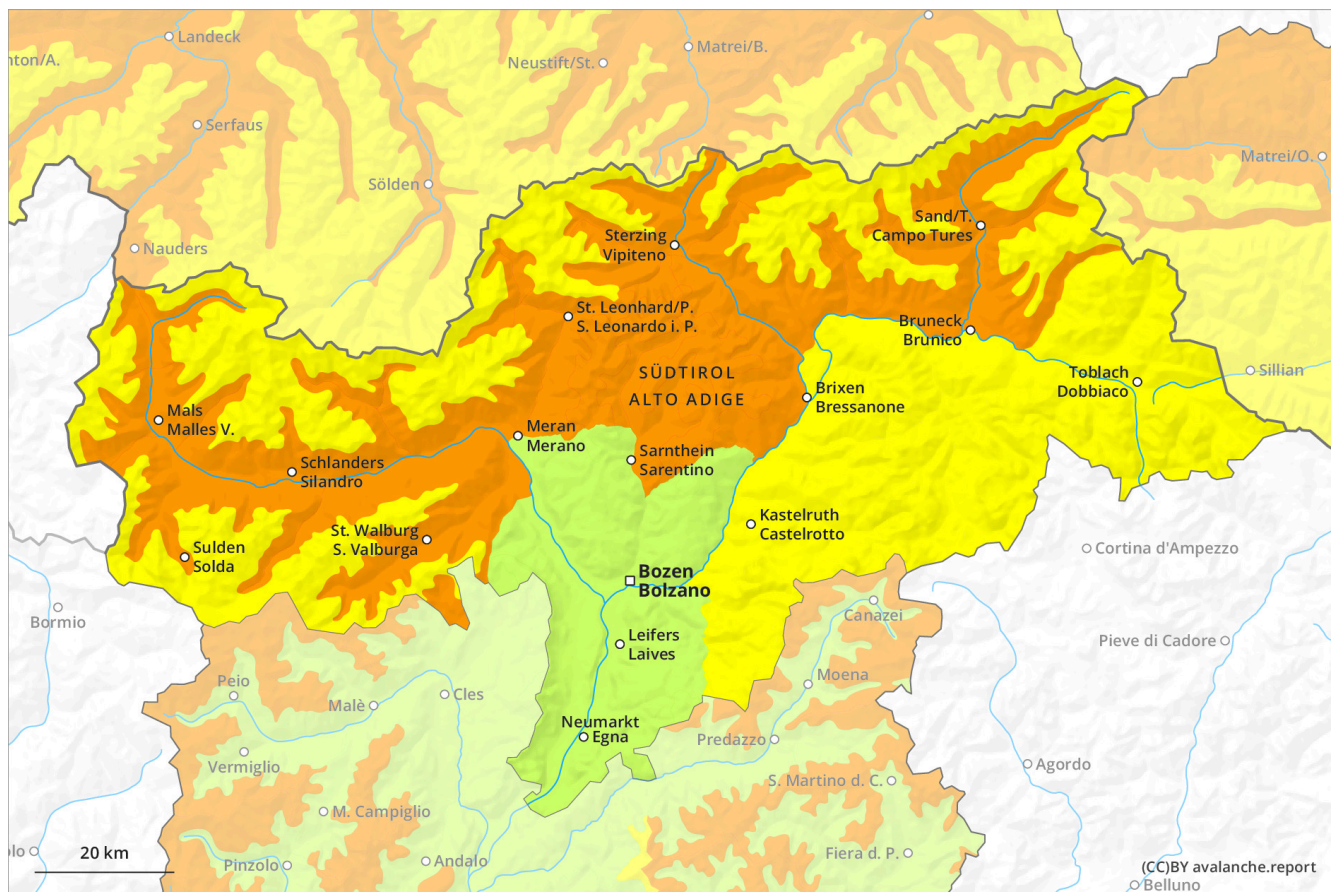 Landeck
nton/A.
Matrei/B.
Neustift/St.
Serfaus
Matrei/O.
Sölden
Sand/T.
Campo Tures
Nauders
Sterzing
Vipiteno
St. Leonhard/P.
S. Leonardo i. P.
Bruneck
Brunico
SÜDTIROL
ALTO ADIGE
Toblach
Dobbiaco
Sillian
Brixen
Bressanone
Mals
Malles V.
Meran
Merano
Sarnthein
Sarentino
Schlanders
Silandro
Kastelruth
Castelrotto
St. Walburg
S. Valburga
Sulden
Solda
Cortina d'Ampezzo
Bozen
Bolzano
Bormio
Canazei
Leifers
Laives
Pieve di Cadore
Peio
Malè
Cles
Moena
Neumarkt
Egna
Predazzo
Vermiglio
Agordo
S. Martino d. C.
M. Campiglio
olo
20 km
Pinzolo
Andalo
Fiera d. P.
(CC)BY avalanche.report
Belluno